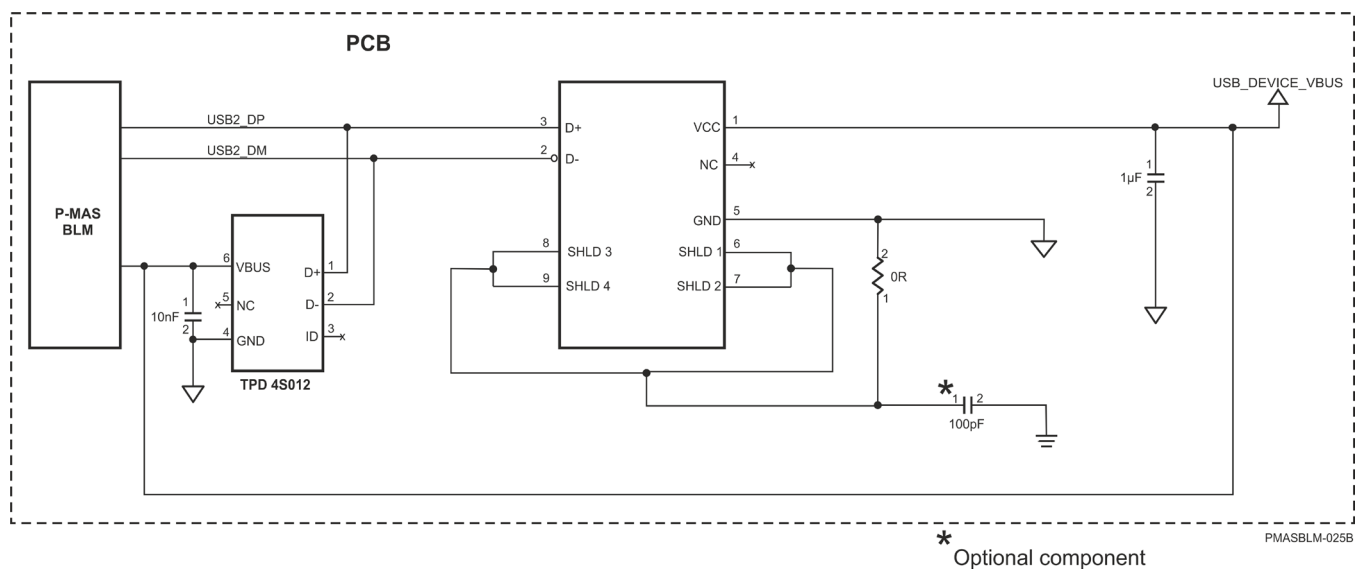 PCB
USB_DEVICE_VBUS
USB2_DP
3
D+
VCC
1
USB2_DM
2
D-
NC
4
1
1µF
2
P-MAS
BLM
GND
5
6
VBUS
D+
1
8
SHLD 3
SHLD 1
6
2
0R
1
9
SHLD 4
SHLD 2
7
1
10nF
2
5
NC
D-
2
4
GND
ID
3
TPD 4S012
*
1
2
100pF
*
Optional component
PMASBLM-025B